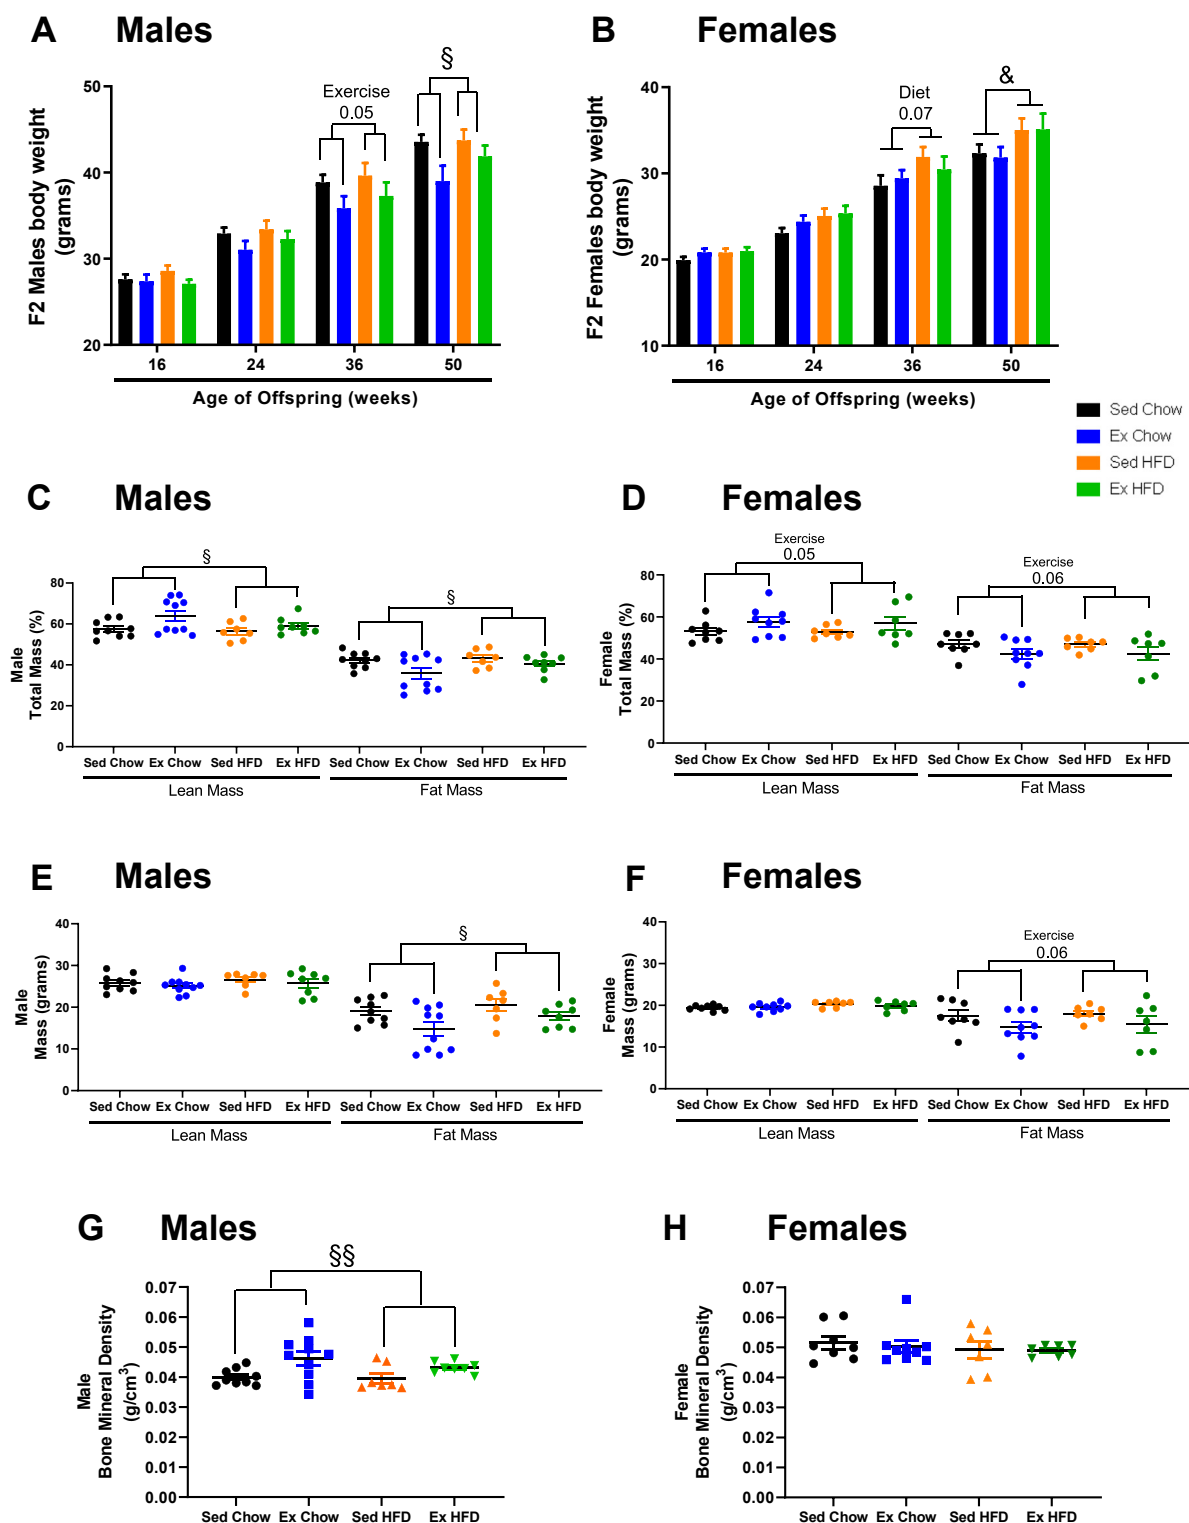 A Males
B Females
F2 Males body weight
(grams)
50
40
30
20
Exercise
0.05
§
16 24 36 50
Age of Offspring (weeks)
F2 Females body weight
(grams)
40
30
20
10
Diet
0.07
&
16 24 36 50
Age of Offspring (weeks)
Sed Chow
Ex Chow
Sed HFD
Ex HFD
C Males
D Females
Male
Total Mass (%)
80
60
40
20
0
§
§
Sed Chow Ex Chow Sed HFD Ex HFD Sed Chow Ex Chow Sed HFD Ex HFD
Lean Mass Fat Mass
Female
Total Mass (%)
80
60
40
20
0
Exercise
0.05
Exercise
0.06
Sed Chow Ex Chow Sed HFD Ex HFD Sed Chow Ex Chow Sed HFD Ex HFD
Lean Mass Fat Mass
E Males
F Females
Male
Mass (grams)
40
30
20
10
0
§
Sed Chow Ex Chow Sed HFD Ex HFD Sed Chow Ex Chow Sed HFD Ex HFD
Lean Mass Fat Mass
Female
Mass (grams)
40
30
20
10
0
Exercise
0.06
Sed Chow Ex Chow Sed HFD Ex HFD Sed Chow Ex Chow Sed HFD Ex HFD
Lean Mass Fat Mass
G Males
H Females
Male
Bone Mineral Density
(g/cm³)
0.07
0.06
0.05
0.04
0.03
0.02
0.01
0.00
§§
Sed Chow Ex Chow Sed HFD Ex HFD
Female
Bone Mineral Density
(g/cm³)
0.07
0.06
0.05
0.04
0.03
0.02
0.01
0.00
Sed Chow Ex Chow Sed HFD Ex HFD